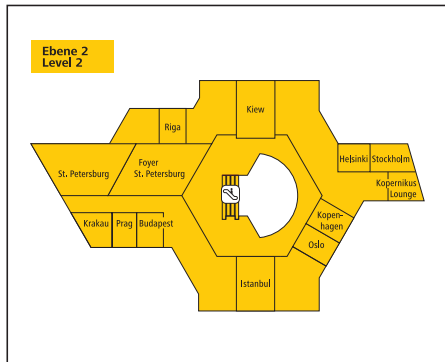 Ebene 2
Level 2
Kiew
Riga
Helsinki
Stockholm
Foyer
St. Petersburg
St. Petersburg
Kopernikus
Lounge
Kopen-
hagen
Krakau
Prag
Budapest
Oslo
Istanbul